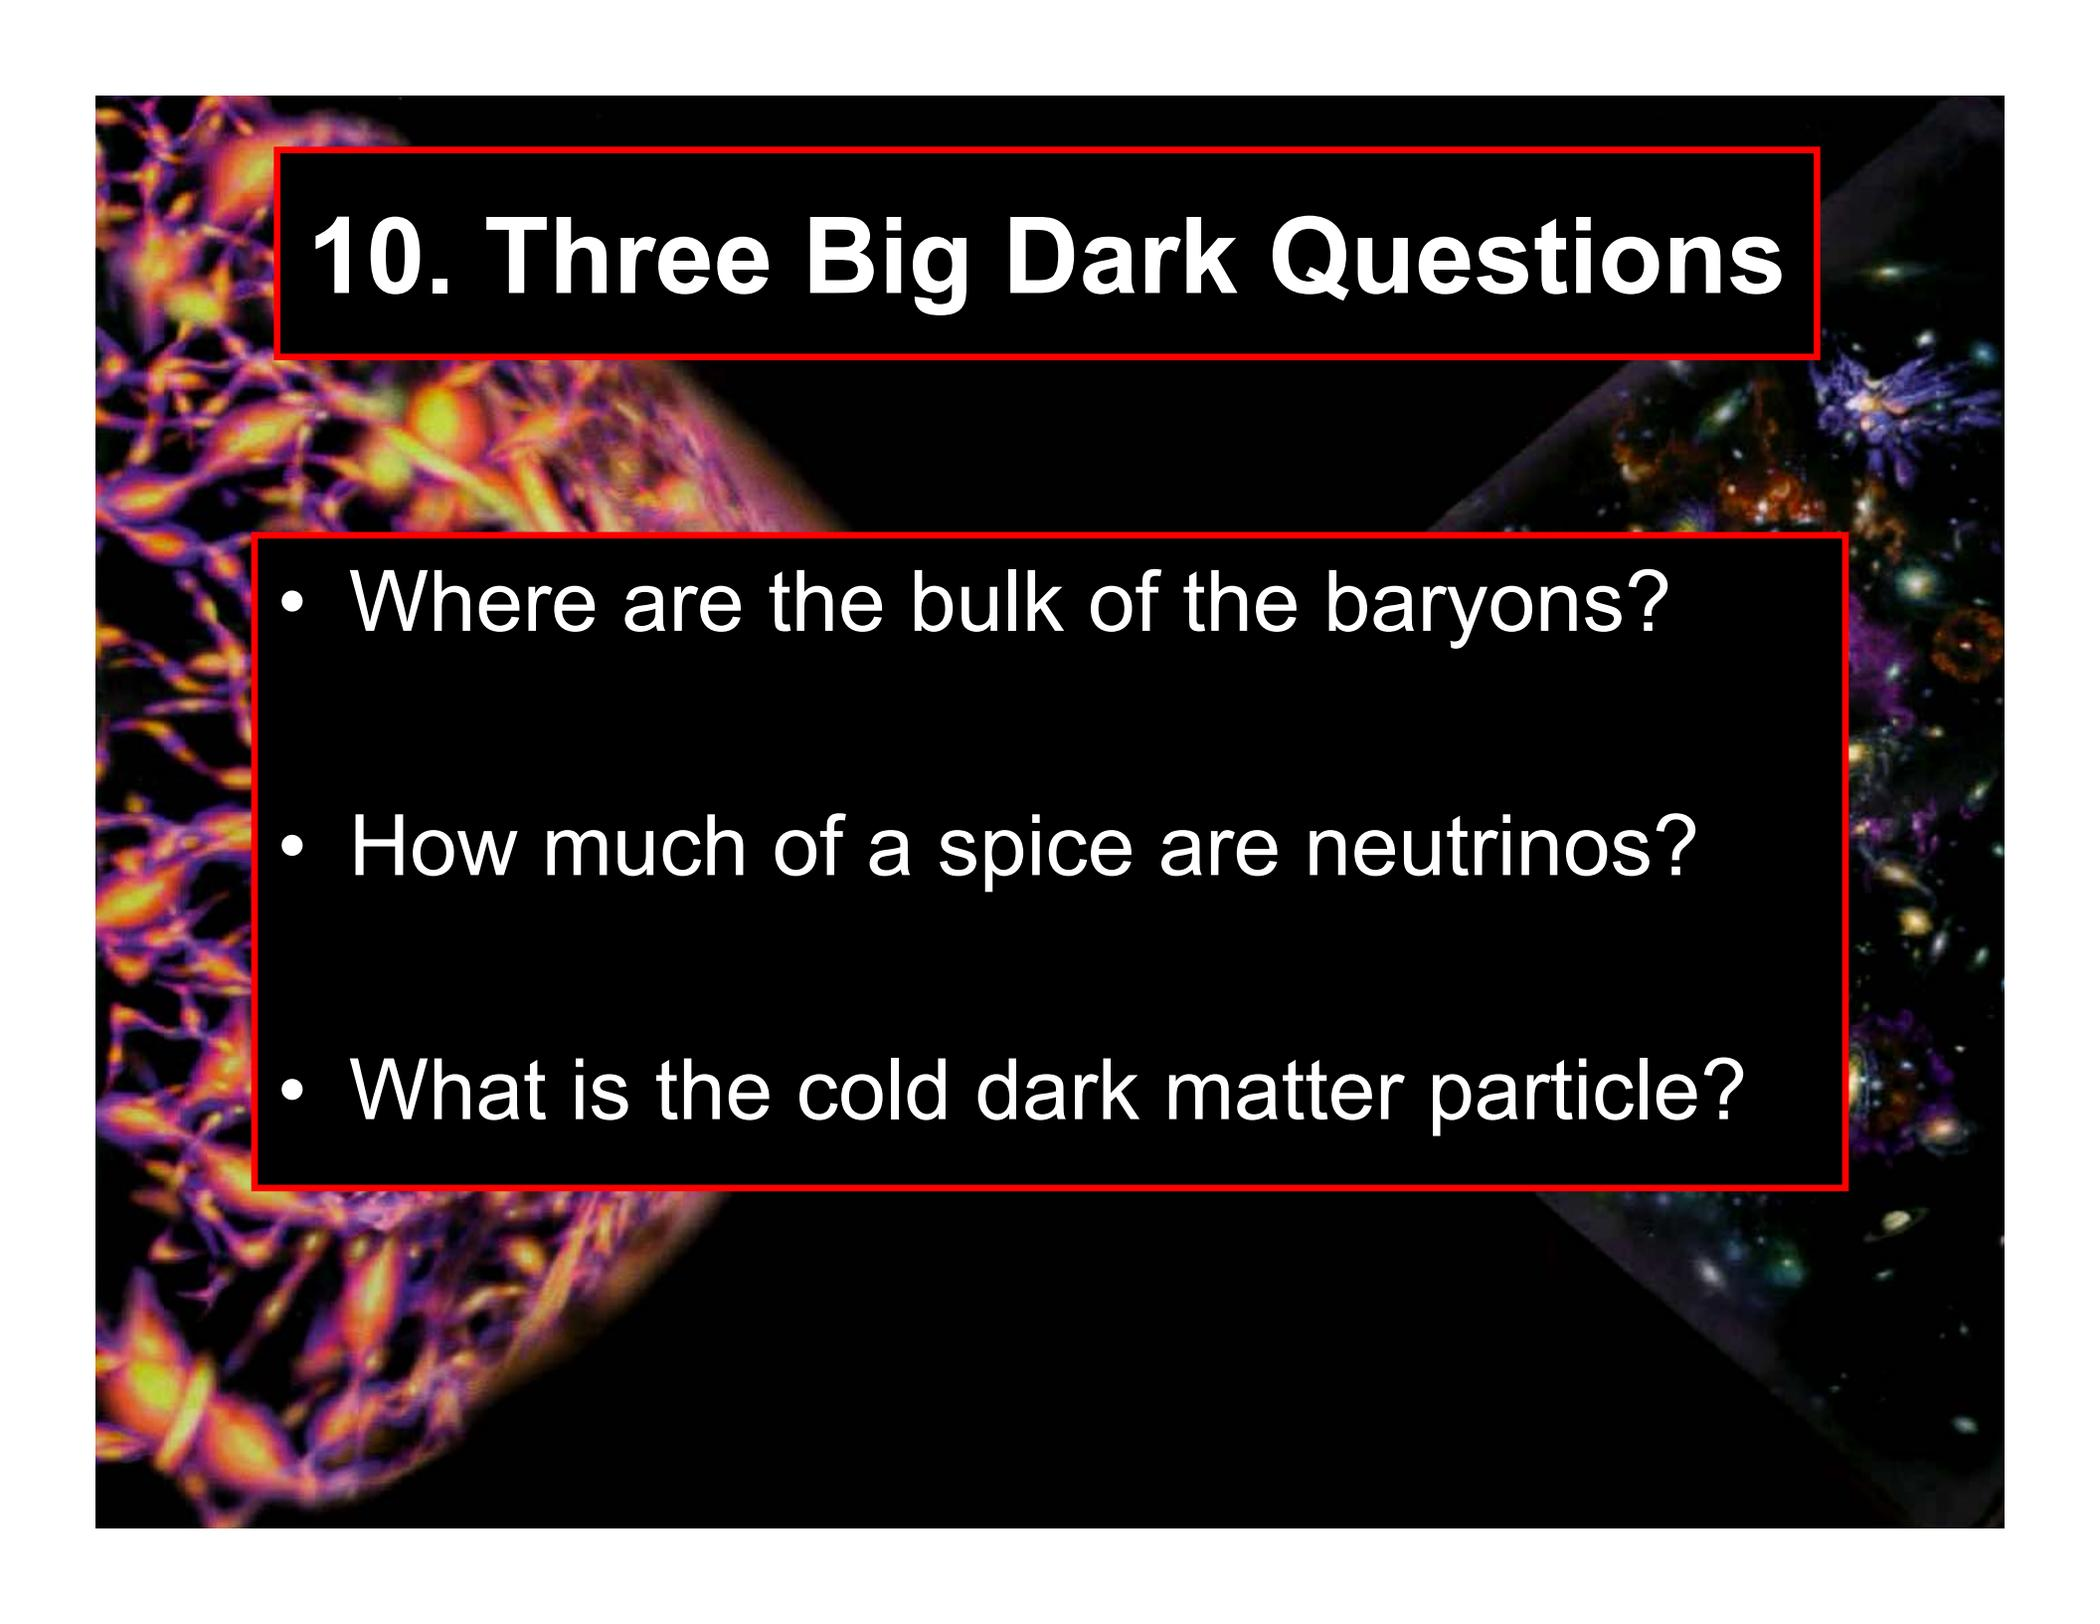 10. Three Big Dark Questions
• Where are the bulk of the baryons?
• How much of a spice are neutrinos?
• What is the cold dark matter particle?